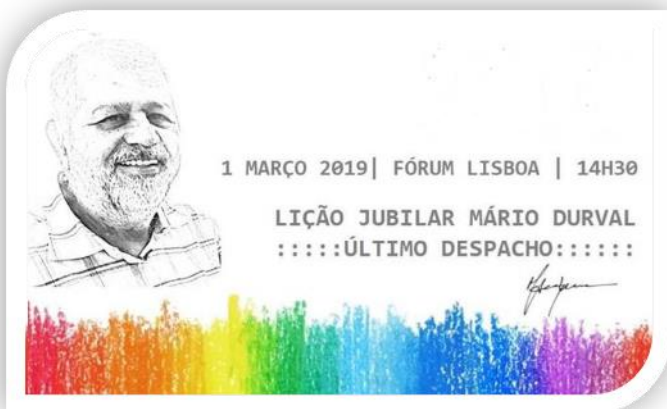 1 MARÇO 2019| FÓRUM LISBOA | 14H30
LIÇÃO JUBILAR MÁRIO DURVAL
:::::ÚLTIMO DESPACHO::::::